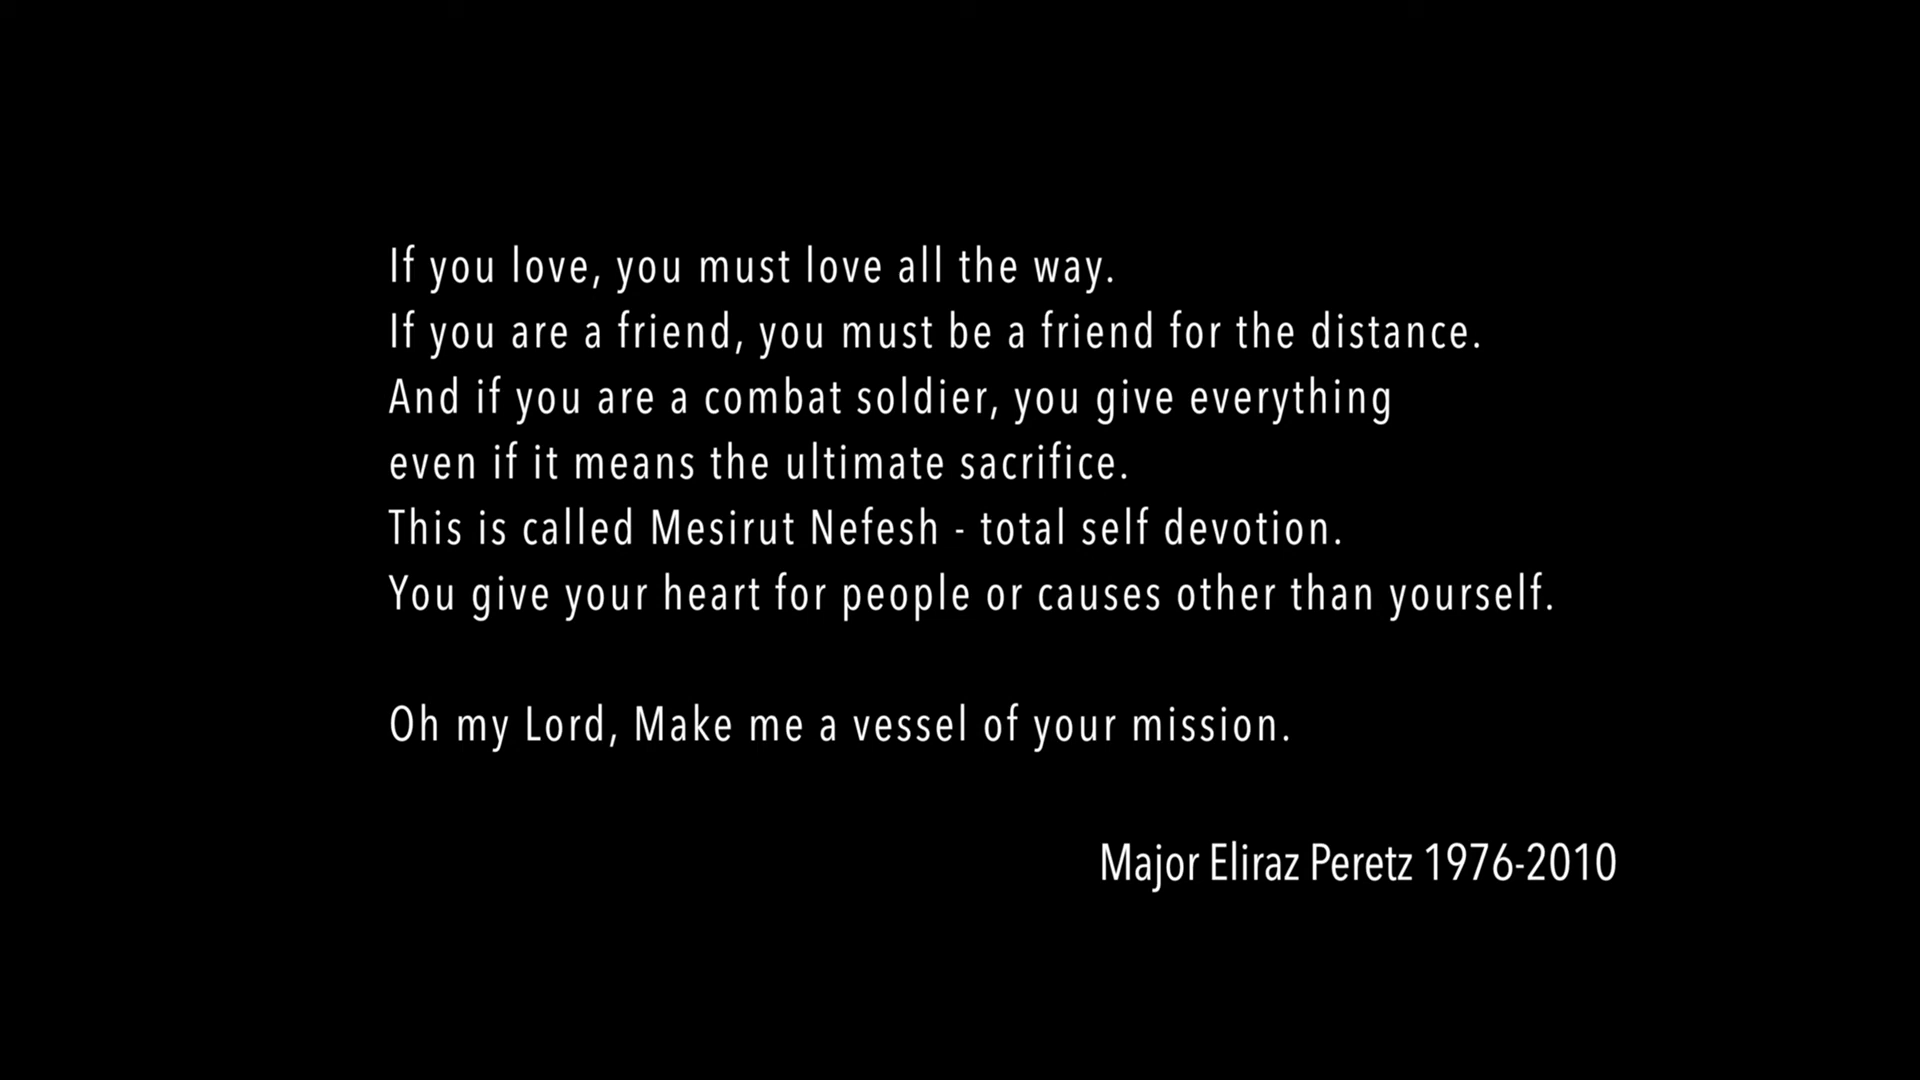 If you love, you must love all the way.
If you are a friend, you must be a friend for the distance.
And if you are a combat soldier, you give everything
even if it means the ultimate sacrifice.
This is called Mesirut Nefesh - total self devotion.
You give your heart for people or causes other than yourself.
Oh my Lord, Make me a vessel of your mission.
Major Eliraz Peretz 1976-2010